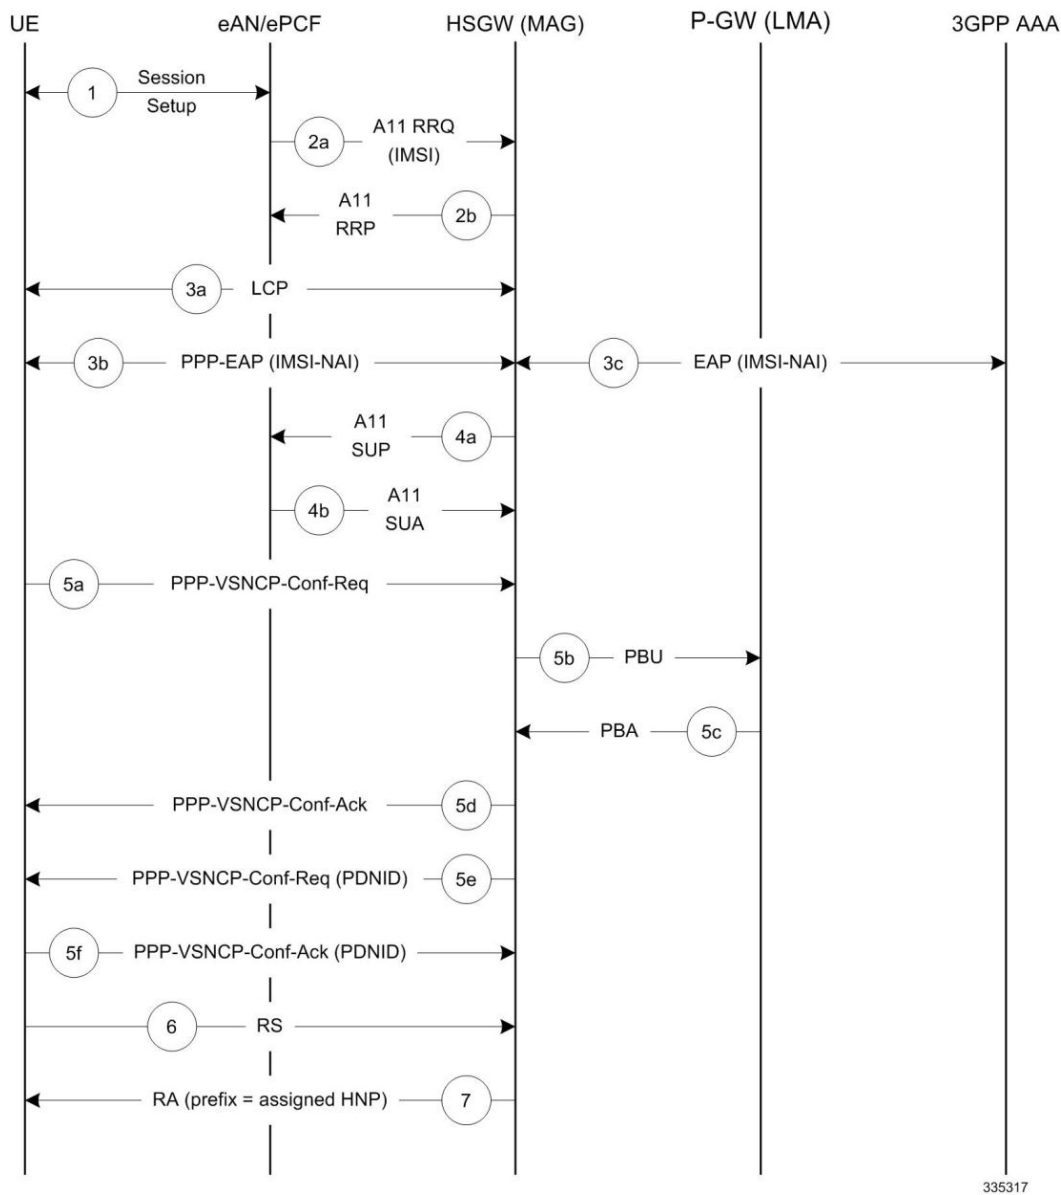 UE eAN/ePCF HSGW (MAG) P-GW (LMA) 3GPP AAA
1 Session
Setup
2a A11 RRQ
(IMSI)
A11
RRP 2b
3a LCP
3b PPP-EAP (IMSI-NAI) 3c EAP (IMSI-NAI)
A11
SUP 4a
4b A11
SUA
5a PPP-VSNCP-Conf-Req
5b PBU
PBA 5c
PPP-VSNCP-Conf-Ack 5d
PPP-VSNCP-Conf-Req (PDNID) 5e
5f PPP-VSNCP-Conf-Ack (PDNID)
6 RS
RA (prefix = assigned HNP) 7
335317